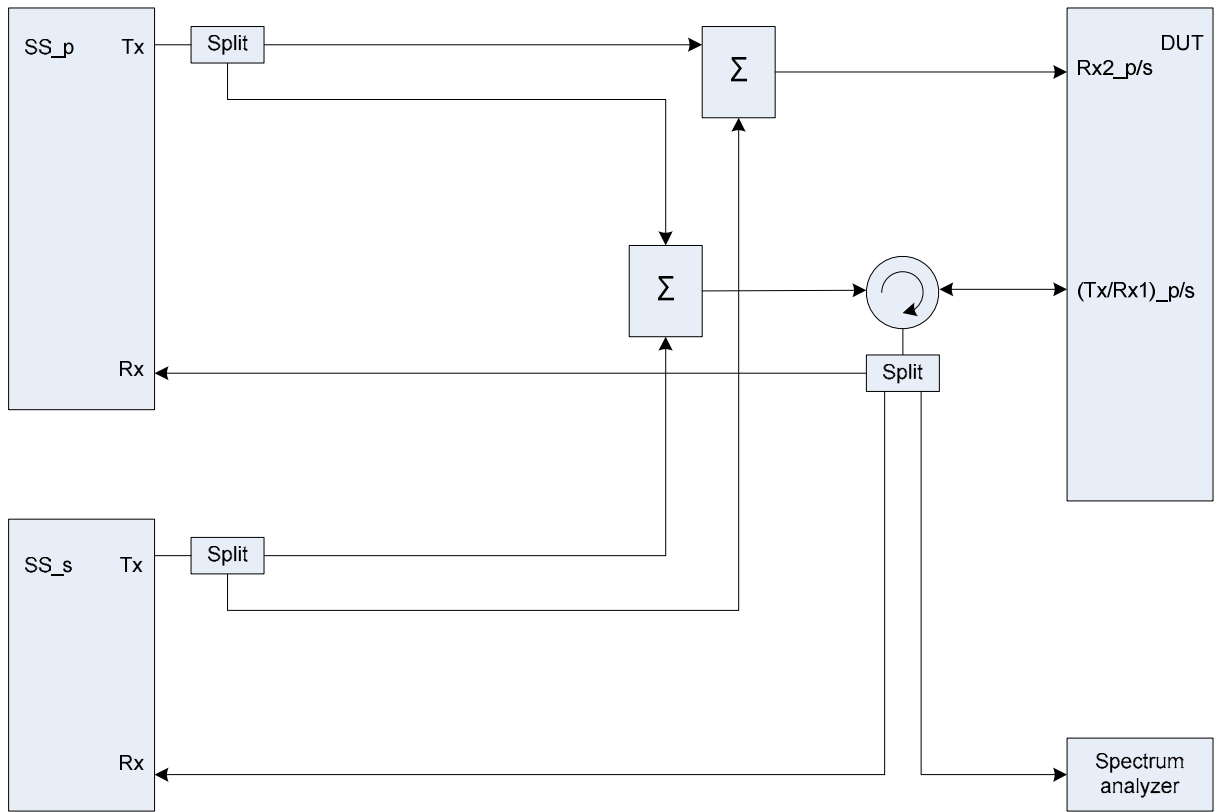 SS_p
Tx
Split
Σ
DUT
Rx2_p/s
Σ
(Tx/Rx1)_p/s
Rx
Split
SS_s
Tx
Split
Rx
Spectrum
analyzer